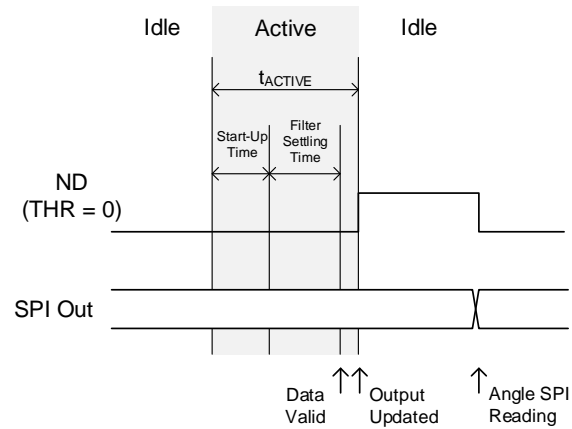 Idle
Active
Idle
tACTIVE
Start-Up
Time
Filter
Settling
Time
ND
(THR = 0)
SPI Out
Data
Valid
Output
Updated
Angle SPI
Reading